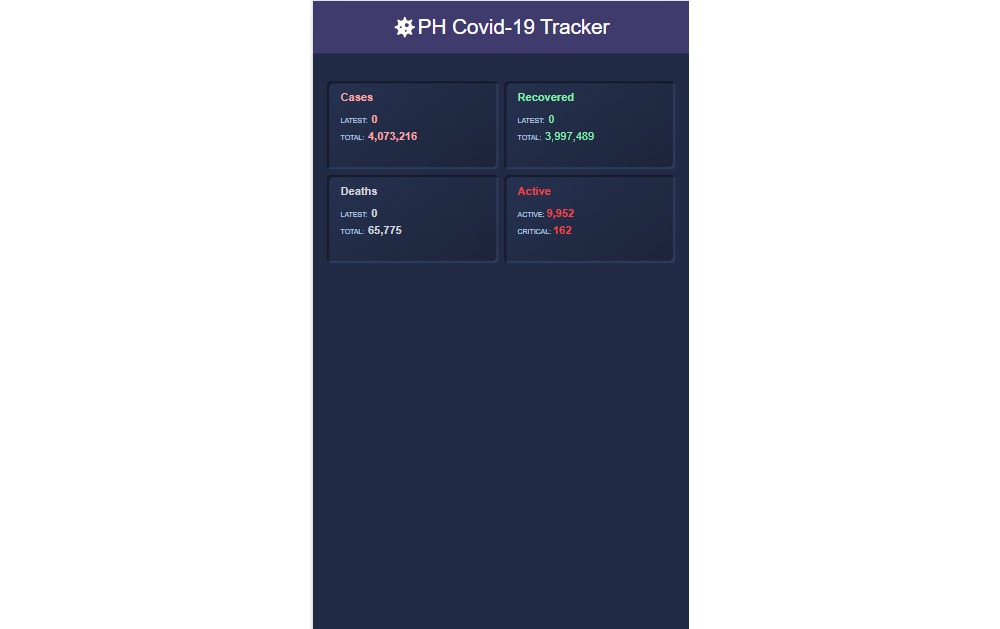 PH Covid-19 Tracker
Cases
LATEST: 0
TOTAL: 4,073,216
Recovered
LATEST: 0
TOTAL: 3,997,489
Deaths
LATEST: 0
TOTAL: 65,775
Active
ACTIVE: 9,952
CRITICAL: 162